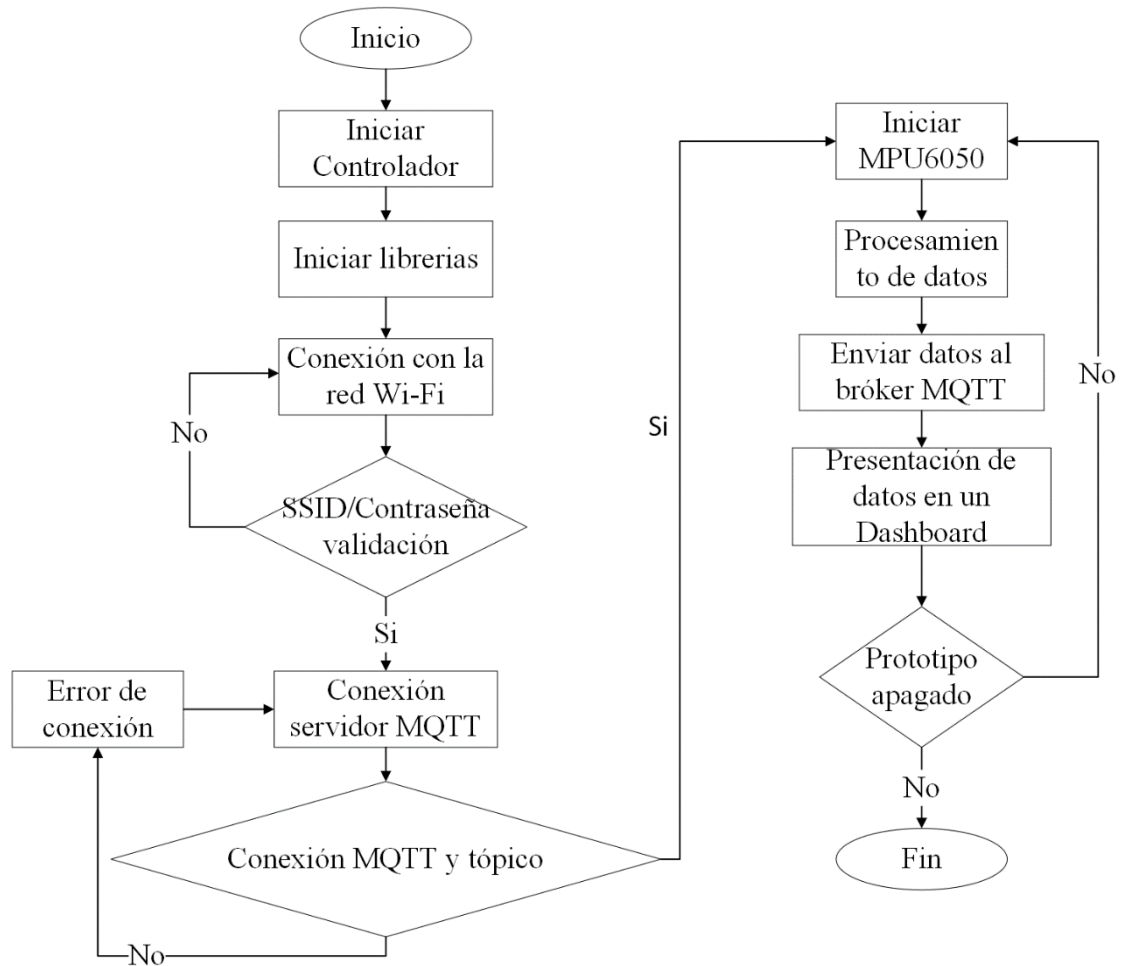 Inicio
Iniciar
Controlador
Iniciar librerias
Conexión con la
red Wi-Fi
No
SSID/Contraseña
validación
Si
Error de
conexión
Conexión
servidor MQTT
Conexión MQTT y tópico
No
Si
Iniciar
MPU6050
Procesamien
to de datos
Enviar datos al
bróker MQTT
No
Presentación de
datos en un
Dashboard
Prototipo
apagado
No
Fin